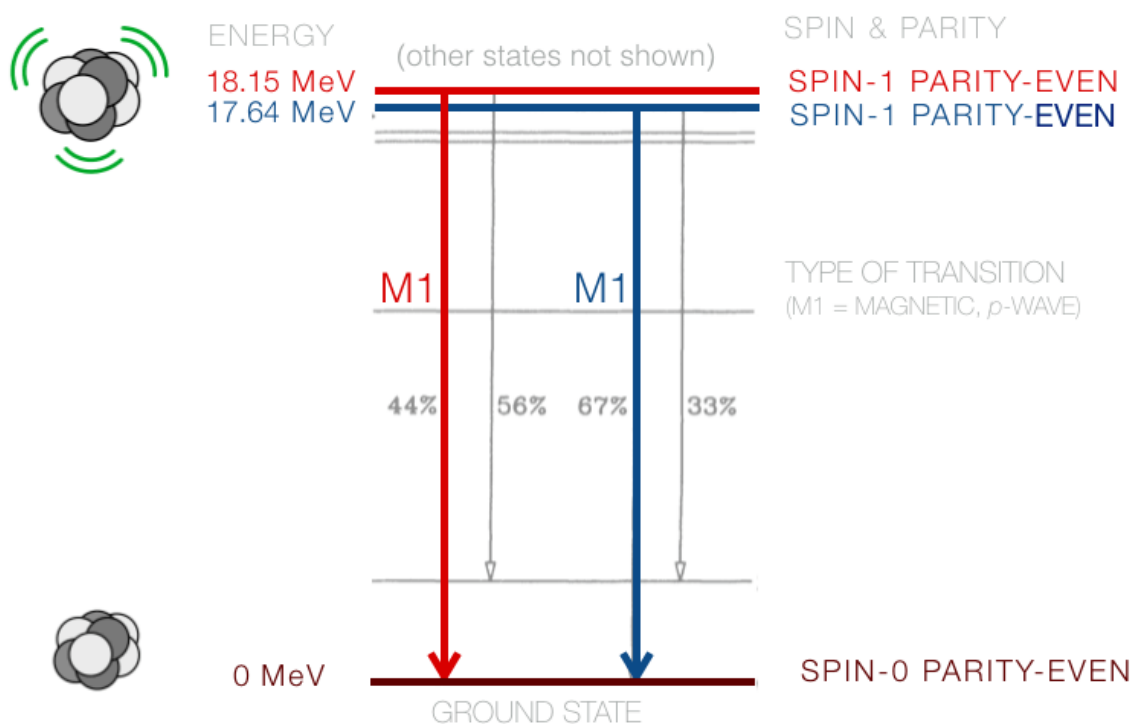 ENERGY
SPIN & PARITY
(other states not shown)
18.15 MeV
SPIN-1 PARITY-EVEN
17.64 MeV
SPIN-1 PARITY-EVEN
M1
M1
TYPE OF TRANSITION
(M1 = MAGNETIC, p-WAVE)
44%
56%
67%
33%
0 MeV
SPIN-0 PARITY-EVEN
GROUND STATE